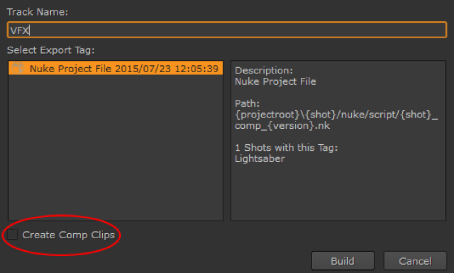 Track Name:
VFX
Select Export Tag:
Nuke Project File 2015/07/23 12:05:39
Description:
Nuke Project File
Path:
{projectroot}\{shot}/nuke/script/{shot}_
comp_{version}.nk
1 Shots with this Tag:
Lightsaber
Create Comp Clips
Build
Cancel